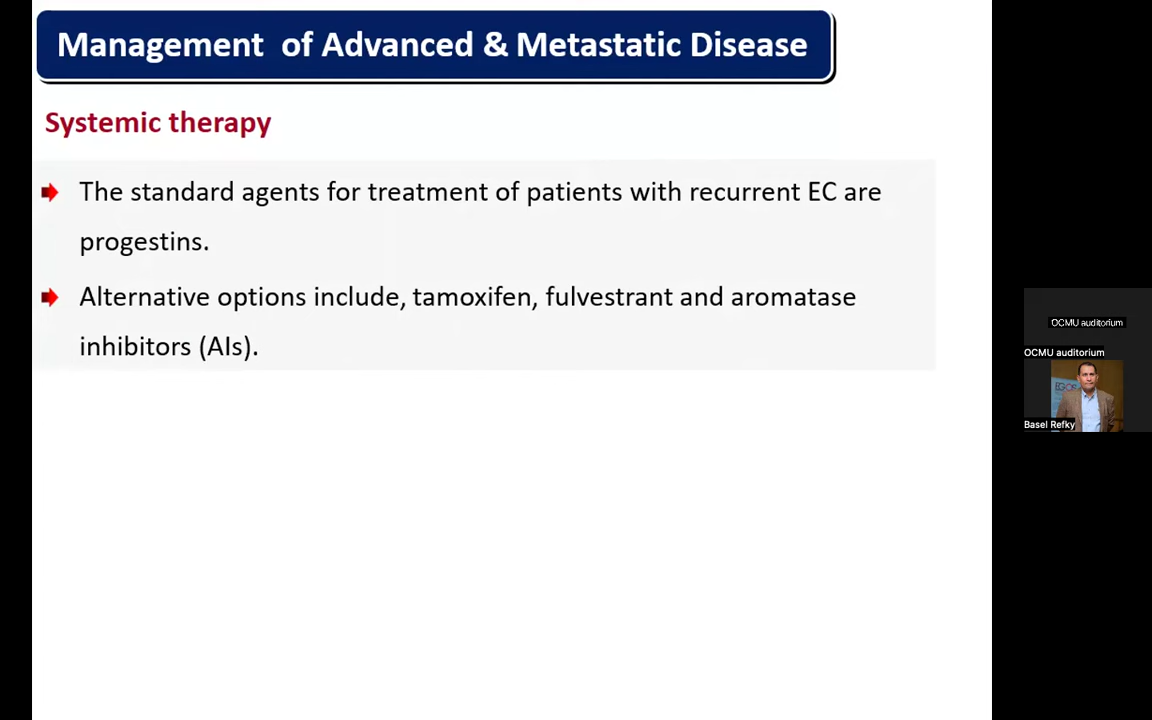 Management of Advanced & Metastatic Disease
Systemic therapy
The standard agents for treatment of patients with recurrent EC are
progestins.
Alternative options include, tamoxifen, fulvestrant and aromatase
inhibitors (AIs).
OCMU auditorium
OCMU auditorium
EGOS
Basel Refky